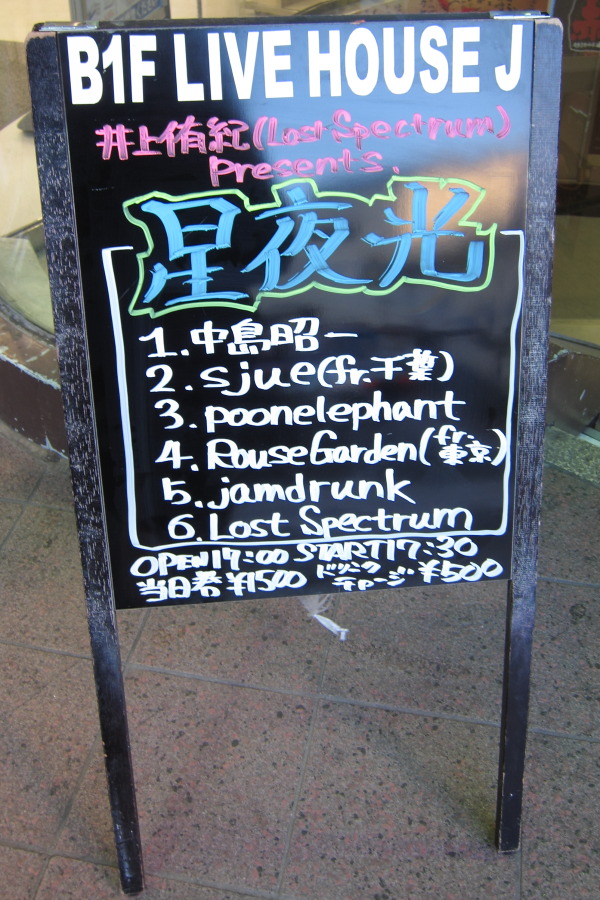 B1F LIVE HOUSE J
井上侑紀(Lost Spectrum)
presents.
星夜光
1.中島昭一
2.sjue(fr.千葉)
3.poonelephant
4.RouseGarden(fr.東京)
5.jamdrunk
6.Lost Spectrum
OPEN17:00 START17:30
当日券¥1500 ドリンクチャージ ¥500